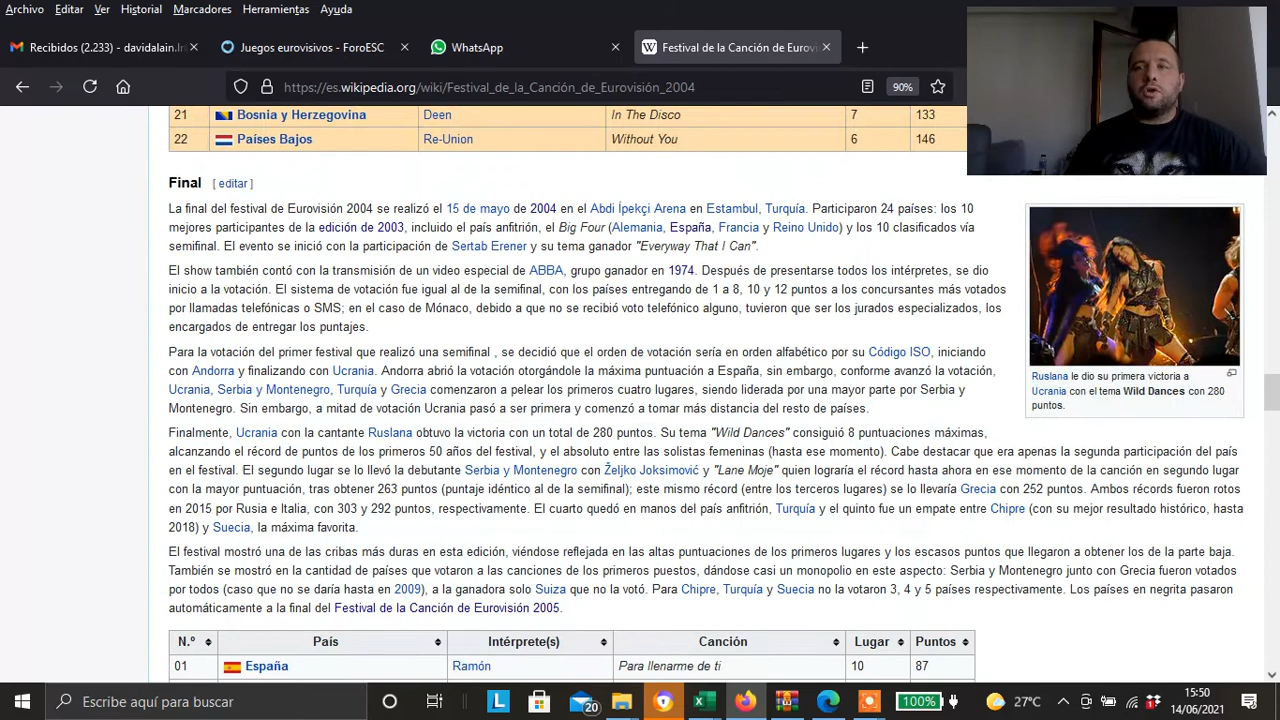 Archivo Editar Ver Historial Marcadores Herramientas Ayuda
Recibidos (2.233) - davidalain.lr
Juegos eurovisivos - ForoESC
WhatsApp
Festival de la Canción de Eurovi
https://es.wikipedia.org/wiki/Festival_de_la_Canción_de_Eurovisión_2004
90%
21 Bosnia y Herzegovina Deen In The Disco 7 133
22 Países Bajos Re-Union Without You 6 146
Final [ editar ]
La final del festival de Eurovisión 2004 se realizó el 15 de mayo de 2004 en el Abdi İpekçi Arena en Estambul, Turquía. Participaron 24 países: los 10
mejores participantes de la edición de 2003, incluido el país anfitrión, el Big Four (Alemania, España, Francia y Reino Unido) y los 10 clasificados vía
semifinal. El evento se inició con la participación de Sertab Erener y su tema ganador "Everyway That I Can".
El show también contó con la transmisión de un video especial de ABBA, grupo ganador en 1974. Después de presentarse todos los intérpretes, se dio
inicio a la votación. El sistema de votación fue igual al de la semifinal, con los países entregando de 1 a 8, 10 y 12 puntos a los concursantes más votados
por llamadas telefónicas o SMS; en el caso de Mónaco, debido a que no se recibió voto telefónico alguno, tuvieron que ser los jurados especializados, los
encargados de entregar los puntajes.
Para la votación del primer festival que realizó una semifinal , se decidió que el orden de votación sería en orden alfabético por su Código ISO, iniciando
con Andorra y finalizando con Ucrania. Andorra abrió la votación otorgándole la máxima puntuación a España, sin embargo, conforme avanzó la votación,
Ucrania, Serbia y Montenegro, Turquía y Grecia comenzaron a pelear los primeros cuatro lugares, siendo liderada por una mayor parte por Serbia y
Montenegro. Sin embargo, a mitad de votación Ucrania pasó a ser primera y comenzó a tomar más distancia del resto de países.
Ruslana le dio su primera victoria a
Ucrania con el tema Wild Dances con 280
puntos.
Finalmente, Ucrania con la cantante Ruslana obtuvo la victoria con un total de 280 puntos. Su tema "Wild Dances" consiguió 8 puntuaciones máximas,
alcanzando el récord de puntos de los primeros 50 años del festival, y el absoluto entre las solistas femeninas (hasta ese momento). Cabe destacar que era apenas la segunda participación del país
en el festival. El segundo lugar se lo llevó la debutante Serbia y Montenegro con Željko Joksimović y "Lane Moje" quien lograría el récord hasta ahora en ese momento de la canción en segundo lugar
con la mayor puntuación, tras obtener 263 puntos (puntaje idéntico al de la semifinal); este mismo récord (entre los terceros lugares) se lo llevaría Grecia con 252 puntos. Ambos récords fueron rotos
en 2015 por Rusia e Italia, con 303 y 292 puntos, respectivamente. El cuarto quedó en manos del país anfitrión, Turquía y el quinto fue un empate entre Chipre (con su mejor resultado histórico, hasta
2018) y Suecia, la máxima favorita.
El festival mostró una de las cribas más duras en esta edición, viéndose reflejada en las altas puntuaciones de los primeros lugares y los escasos puntos que llegaron a obtener los de la parte baja.
También se mostró en la cantidad de países que votaron a las canciones de los primeros puestos, dándose casi un monopolio en este aspecto: Serbia y Montenegro junto con Grecia fueron votados
por todos (caso que no se daría hasta en 2009), a la ganadora solo Suiza que no la votó. Para Chipre, Turquía y Suecia no la votaron 3, 4 y 5 países respectivamente. Los países en negrita pasaron
automáticamente a la final del Festival de la Canción de Eurovisión 2005.
N.º País Intérprete(s) Canción Lugar Puntos
01 España Ramón Para llenarme de ti 10 87
Escribe aquí para buscar
20
100%
27°C
15:50
14/06/2021